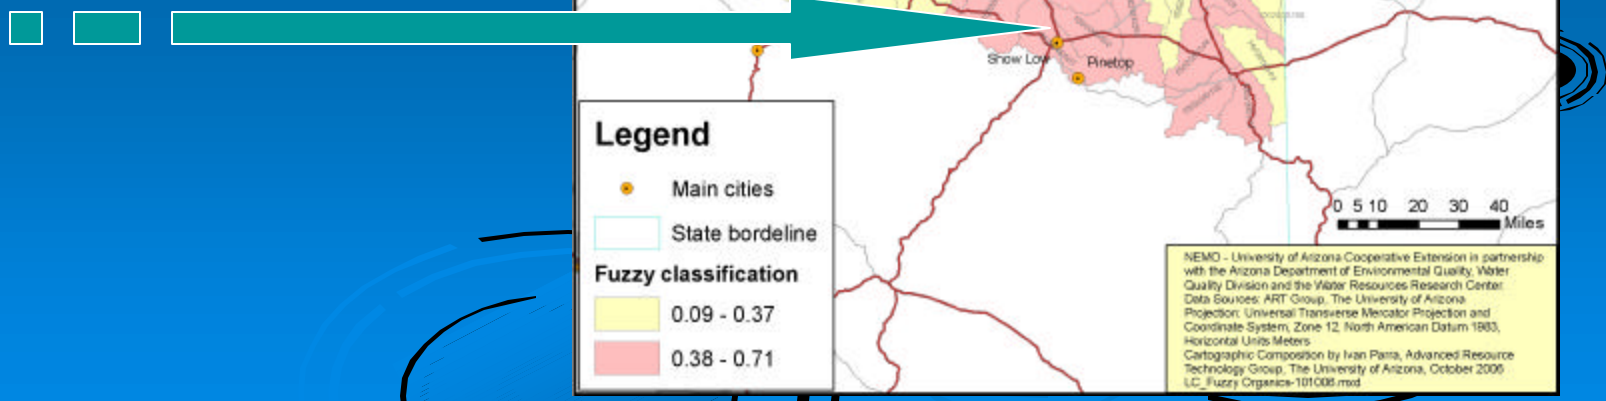 Show Low
Pinetop
Legend
Main cities
State bordeline
Fuzzy classification
0.09 - 0.37
0.38 - 0.71
0 5 10 20 30 40
Miles
NEMO - University of Arizona Cooperative Extension in partnership
with the Arizona Department of Environmental Quality, Water
Quality Division and the Water Resources Research Center.
Data Sources: ART Group, The University of Arizona
Projection: Universal Transverse Mercator Projection and
Coordinate System, Zone 12, North American Datum 1983,
Horizontal Units Meters
Cartographic Composition by Ivan Parra, Advanced Resource
Technology Group, The University of Arizona, October 2006
LC_Fuzzy Organics-101006.mxd